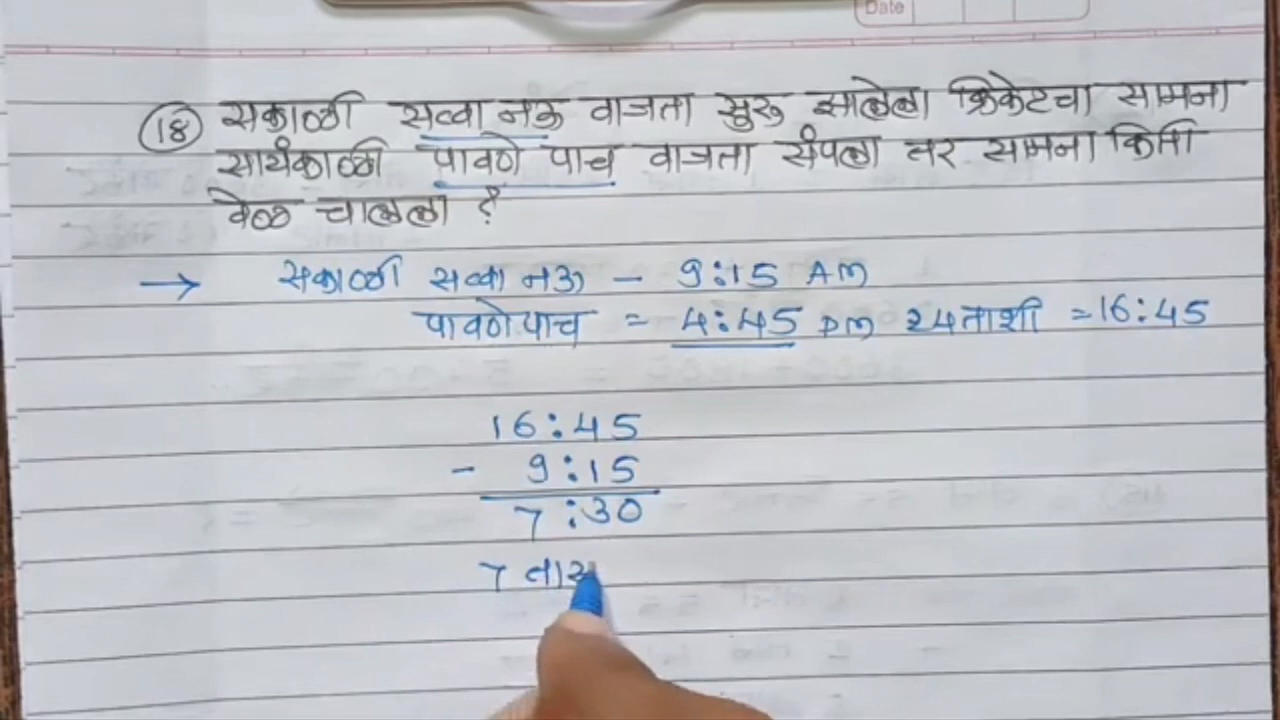 Date
(18) सकाळी सव्वा नऊ वाजता सुरु झालेला क्रिकेटचा सामना
सायंकाळी पावणे पाच वाजता संपला तर सामना किती
वेळ चालला ?
→ सकाळी सव्वा नऊ - 9:15 AM
पावणे पाच = 4:45 PM 24 ताशी = 16:45
16:45
- 9:15
7:30
7 तास